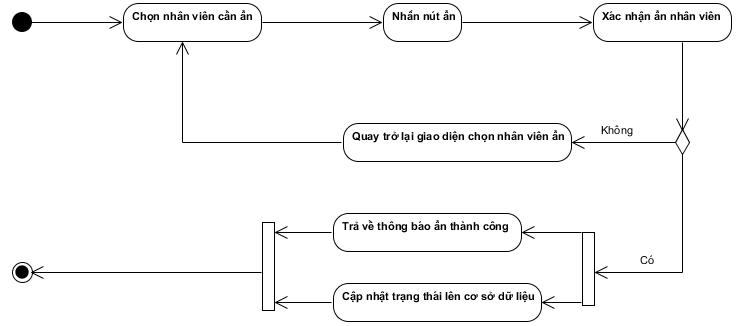 Chọn nhân viên cần ẩn
Nhấn nút ẩn
Xác nhận ẩn nhân viên
Không
Quay trở lại giao diện chọn nhân viên ẩn
Trả về thông báo ẩn thành công
Có
Cập nhật trạng thái lên cơ sở dữ liệu